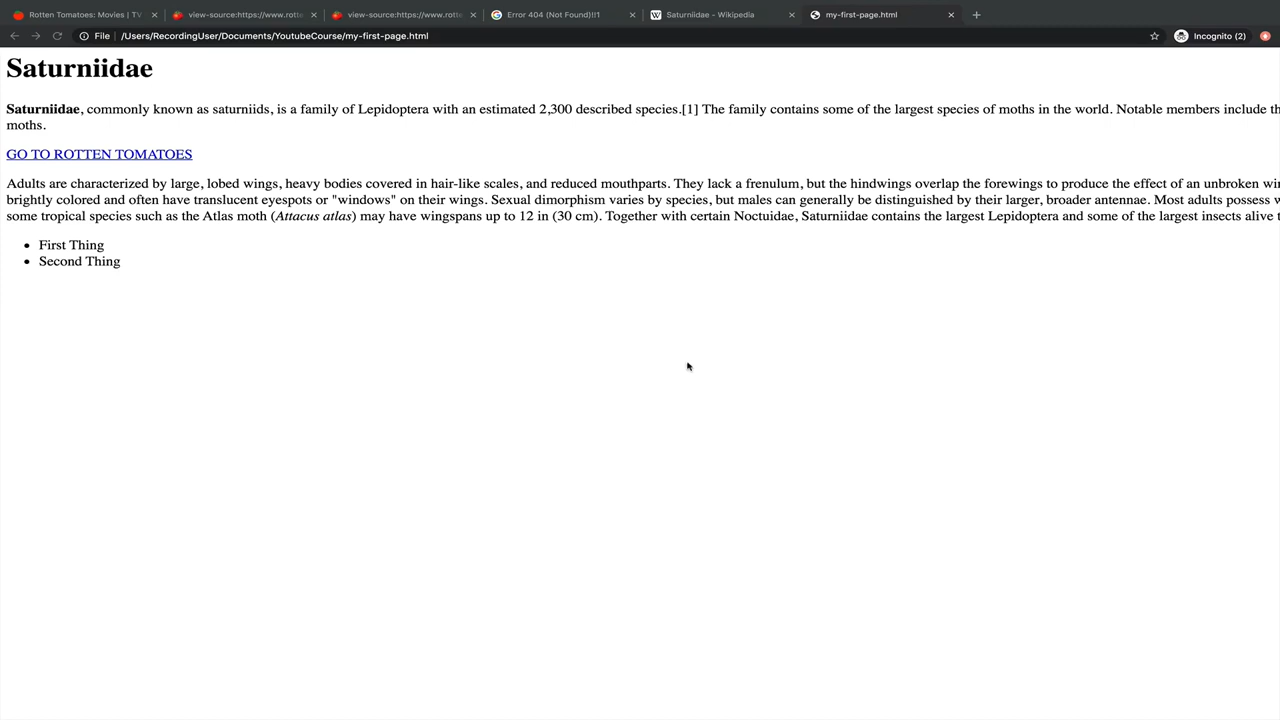 Rotten Tomatoes: Movies | TV
view-source:https://www.rotte
view-source:https://www.rotte
Error 404 (Not Found)!!1
Saturniidae - Wikipedia
my-first-page.html
File
/Users/RecordingUser/Documents/YoutubeCourse/my-first-page.html
Incognito (2)
Saturniidae
Saturniidae, commonly known as saturniids, is a family of Lepidoptera with an estimated 2,300 described species.[1] The family contains some of the largest species of moths in the world. Notable members include th
moths.
GO TO ROTTEN TOMATOES
Adults are characterized by large, lobed wings, heavy bodies covered in hair-like scales, and reduced mouthparts. They lack a frenulum, but the hindwings overlap the forewings to produce the effect of an unbroken
brightly colored and often have translucent eyespots or "windows" on their wings. Sexual dimorphism varies by species, but males can generally be distinguished by their larger, broader antennae. Most adults possess
some tropical species such as the Atlas moth (Attacus atlas) may have wingspans up to 12 in (30 cm). Together with certain Noctuidae, Saturniidae contains the largest Lepidoptera and some of the largest insects alive
• First Thing
• Second Thing